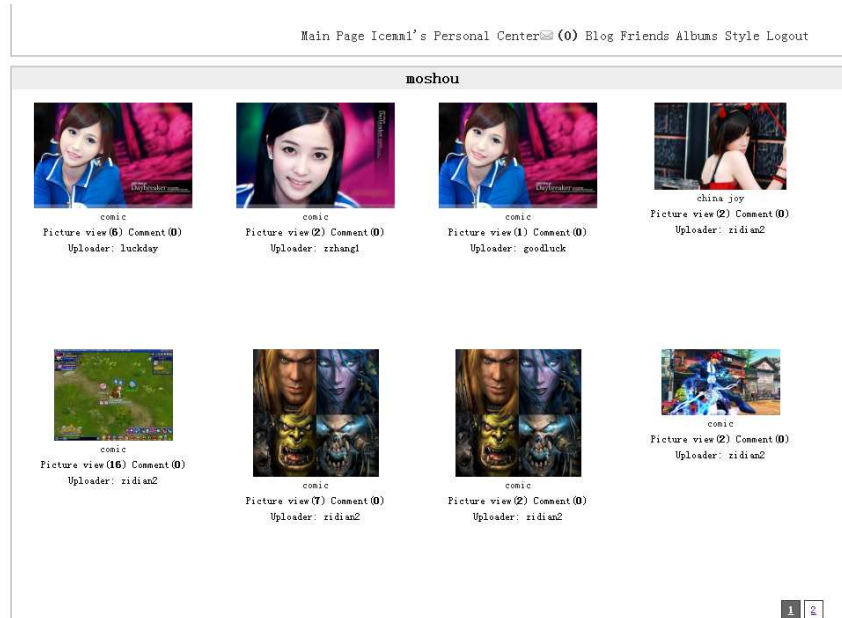 Main Page Icemm1's Personal Center (0) Blog Friends Albums Style Logout
moshou
Daybreaker
Daybreaker
Daybreaker
comic
Picture view(6) Comment(0)
Uploader: luckday
comic
Picture view(2) Comment(0)
Uploader: zzhang1
comic
Picture view(1) Comment(0)
Uploader: goodluck
china joy
Picture view(2) Comment(0)
Uploader: zidian2
comic
Picture view(16) Comment(0)
Uploader: zidian2
comic
Picture view(7) Comment(0)
Uploader: zidian2
comic
Picture view(2) Comment(0)
Uploader: zidian2
comic
Picture view(2) Comment(0)
Uploader: zidian2
1 2